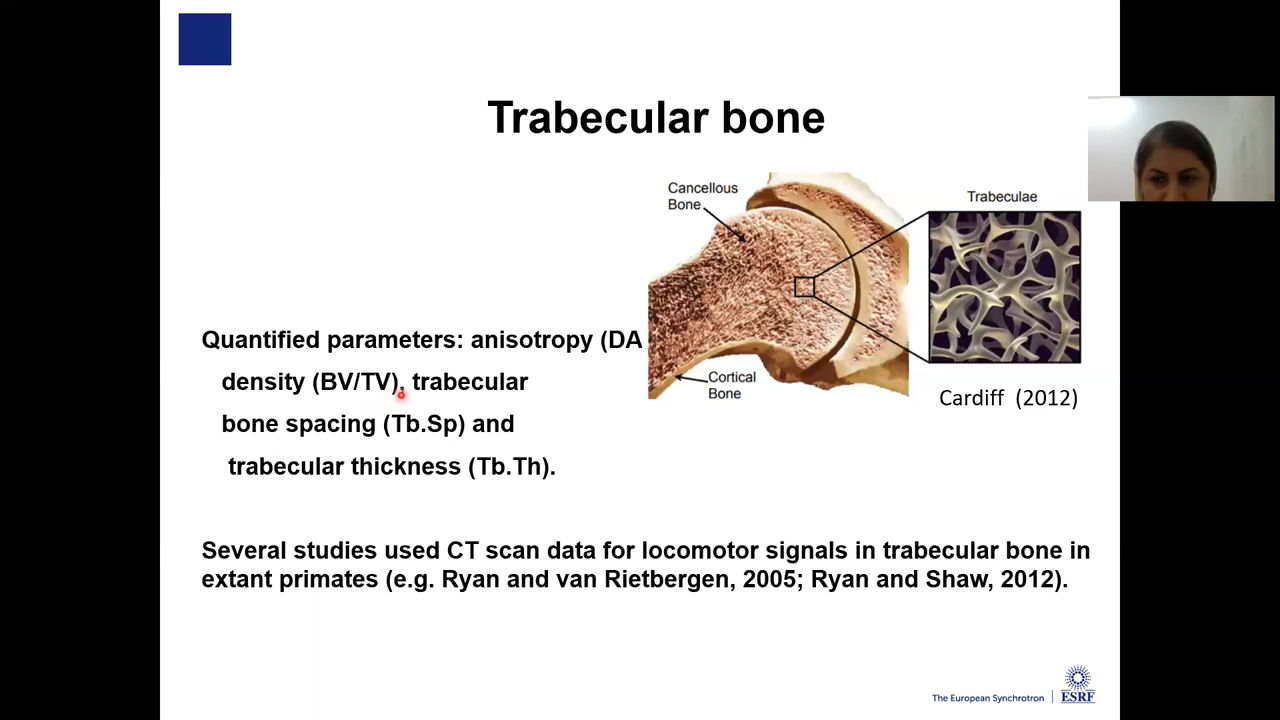 Trabecular bone
Cancellous
Bone
Trabeculae
Cortical
Bone
Cardiff (2012)
Quantified parameters: anisotropy (DA
density (BV/TV), trabecular
bone spacing (Tb.Sp) and
trabecular thickness (Tb.Th).
Several studies used CT scan data for locomotor signals in trabecular bone in
extant primates (e.g. Ryan and van Rietbergen, 2005; Ryan and Shaw, 2012).
The European Synchrotron
ESRF